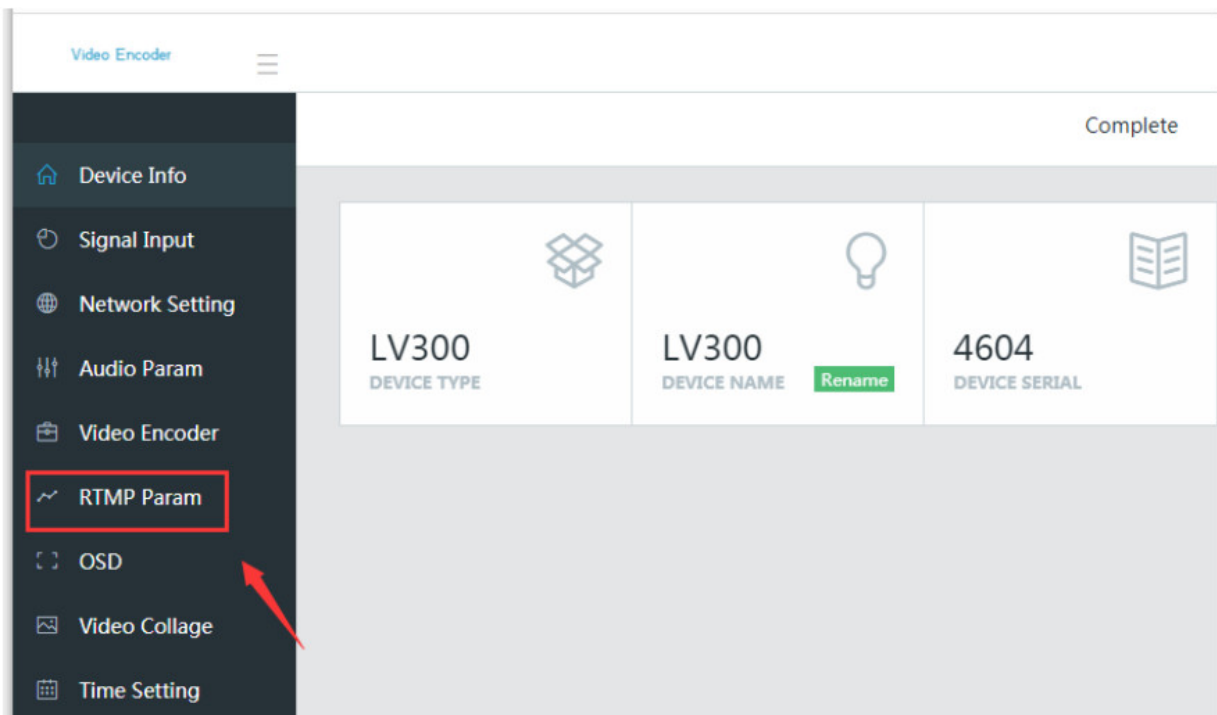 Video Encoder
Complete
Device Info
Signal Input
Network Setting
Audio Param
Video Encoder
RTMP Param
OSD
Video Collage
Time Setting
LV300
DEVICE TYPE
LV300
DEVICE NAME
Rename
4604
DEVICE SERIAL